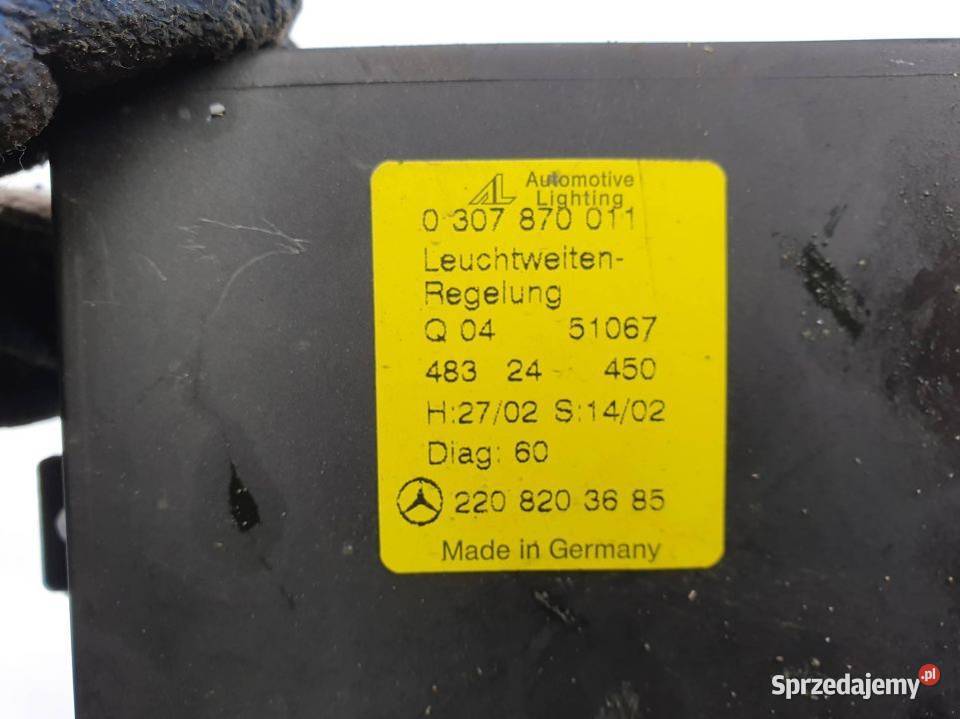 AL Automotive
Lighting
0 307 870 011
Leuchtweiten-
Regelung
Q 04 51067
483 24 450
H:27/02 S:14/02
Diag: 60
220 820 36 85
Made in Germany
Sprzedajemy.pl